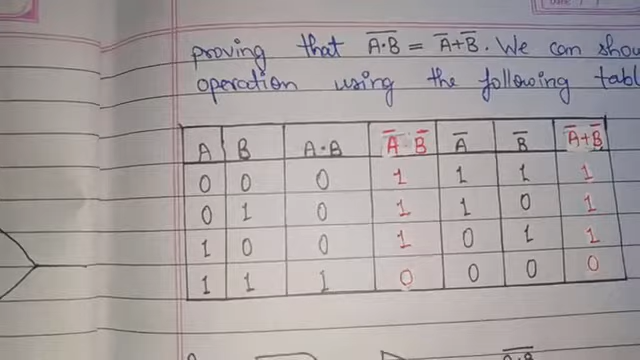 proving that A̅·̅B̅ = A̅+B̅. We can show
operation using the following tabl
A B A·B A̅·B̅ A̅ B̅ A̅+B̅
0 0 0 1 1 1 1
0 1 0 1 1 0 1
1 0 0 1 0 1 1
1 1 1 0 0 0 0